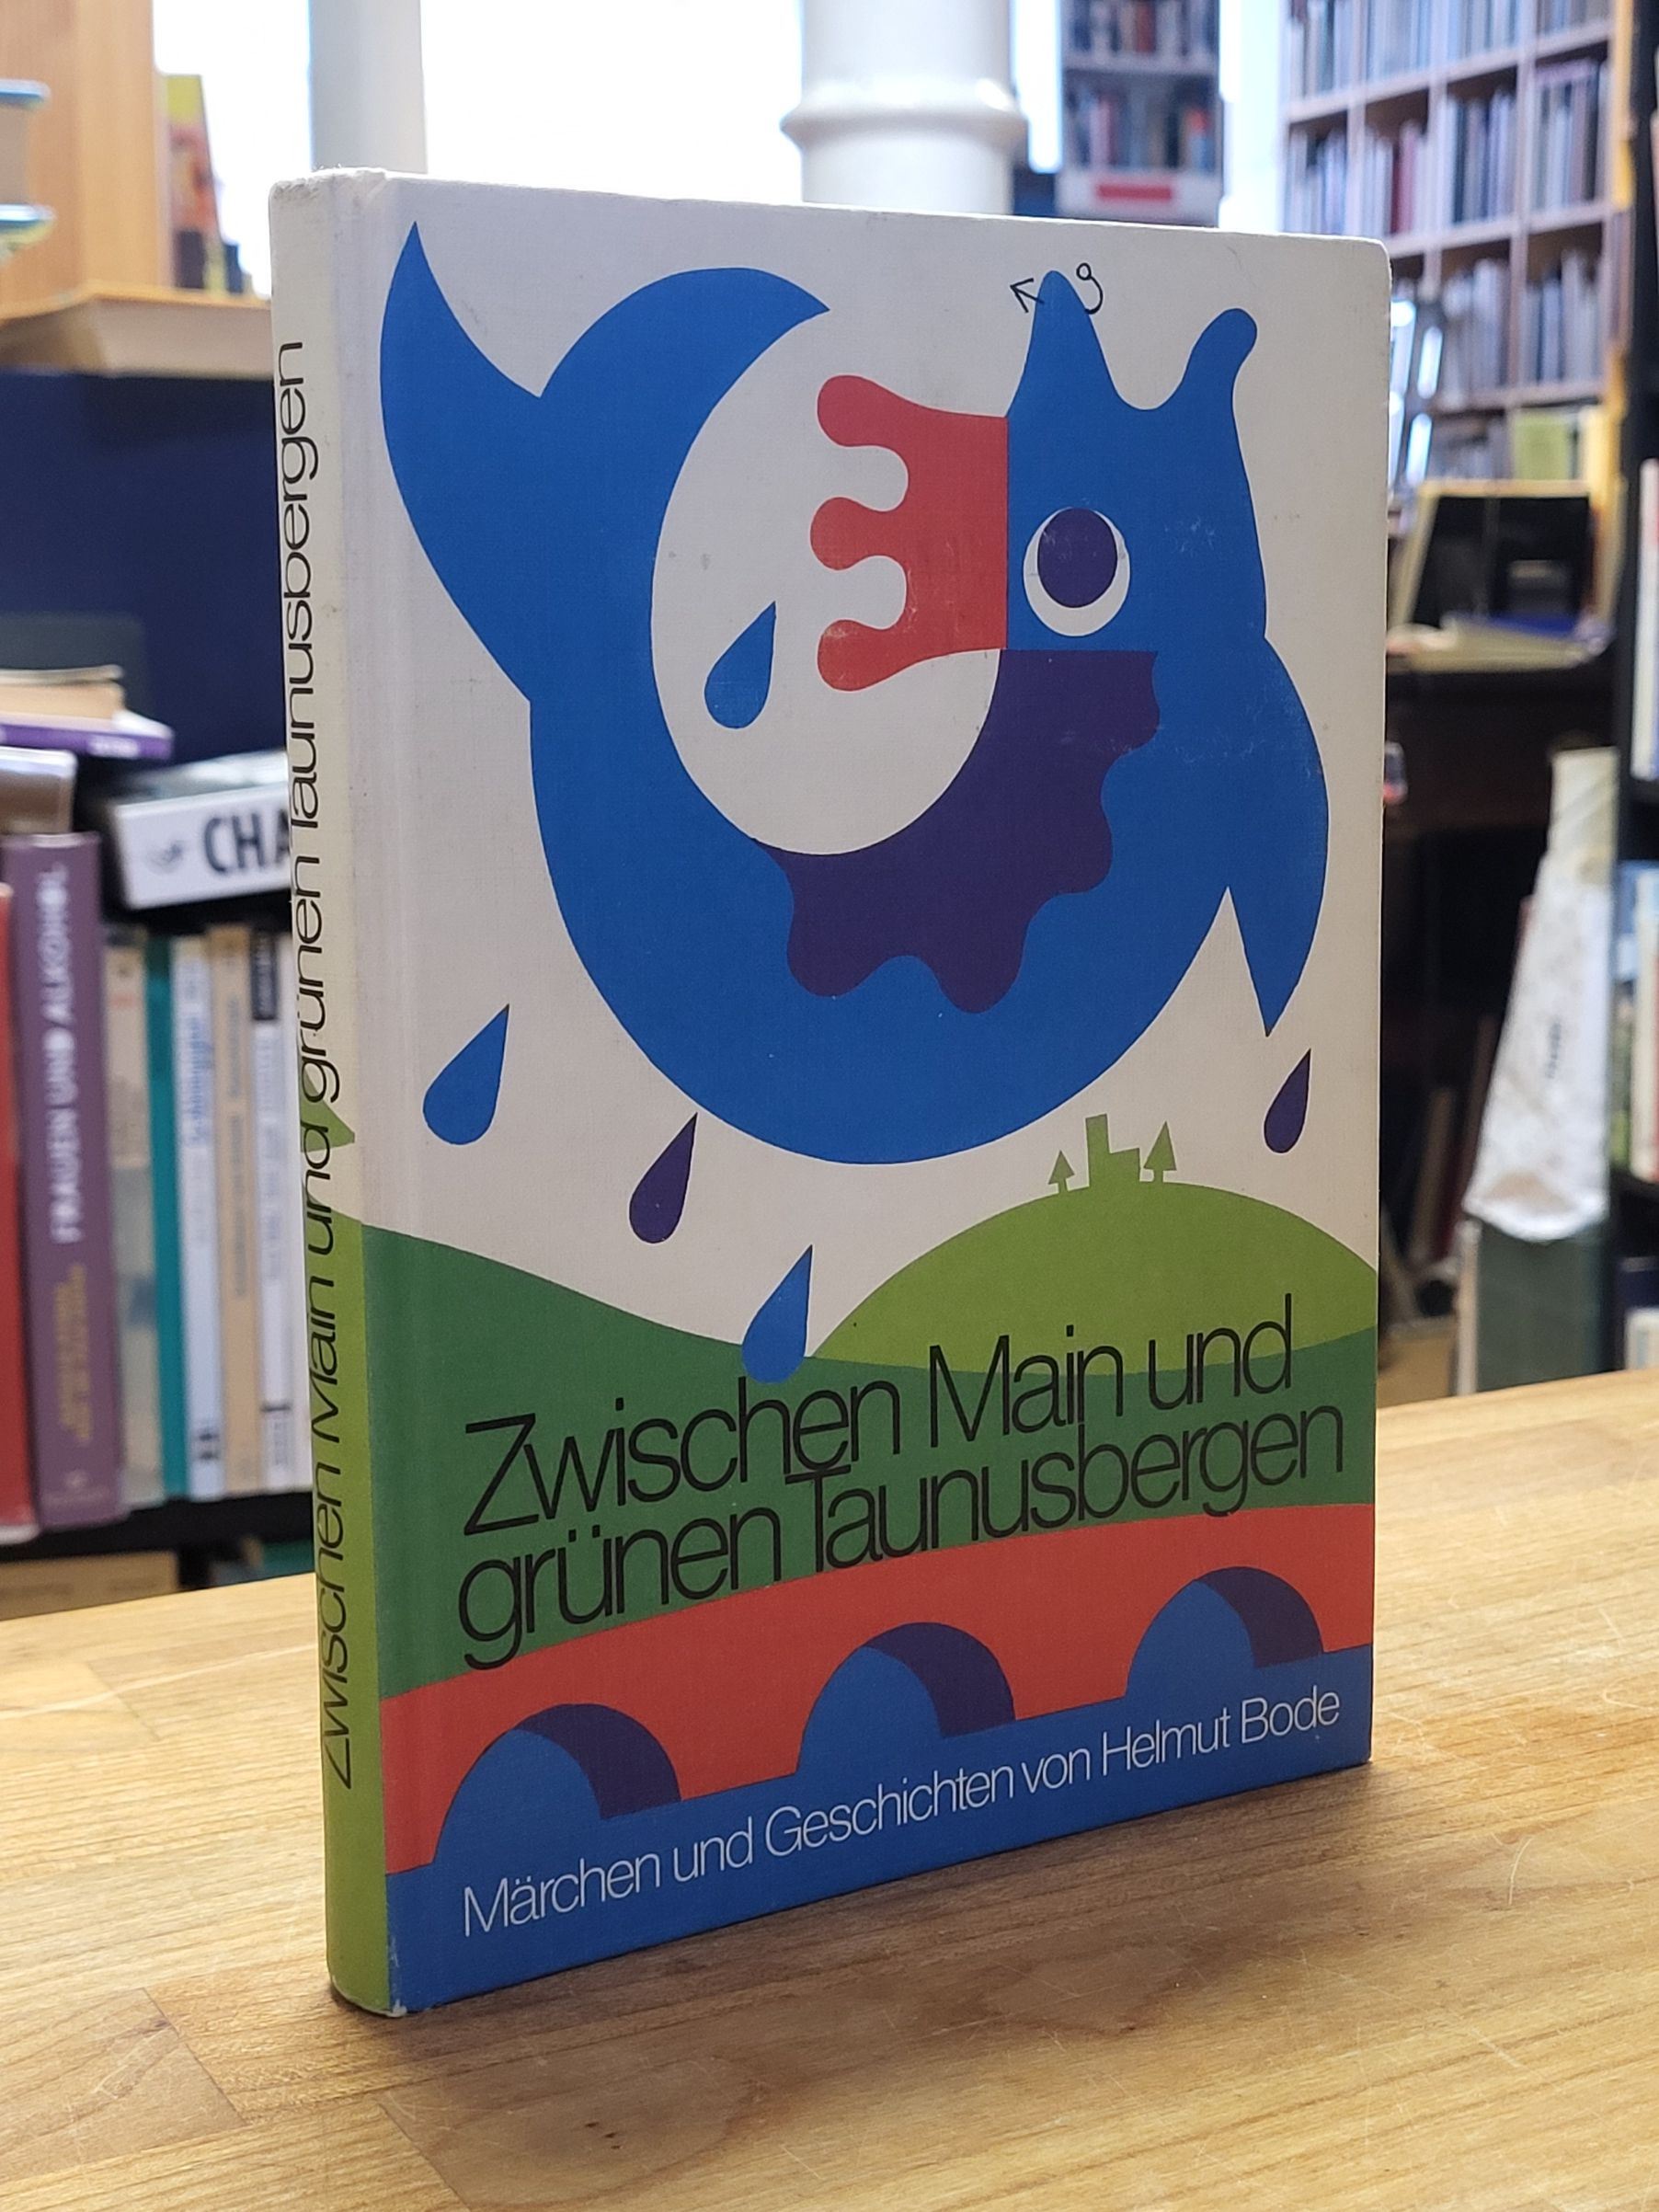 Zwischen Main und grünen Taunusbergen
Zwischen Main und
grünen Taunusbergen
Märchen und Geschichten von Helmut Bode
CHA
FRAUEN UND ALKOHOL